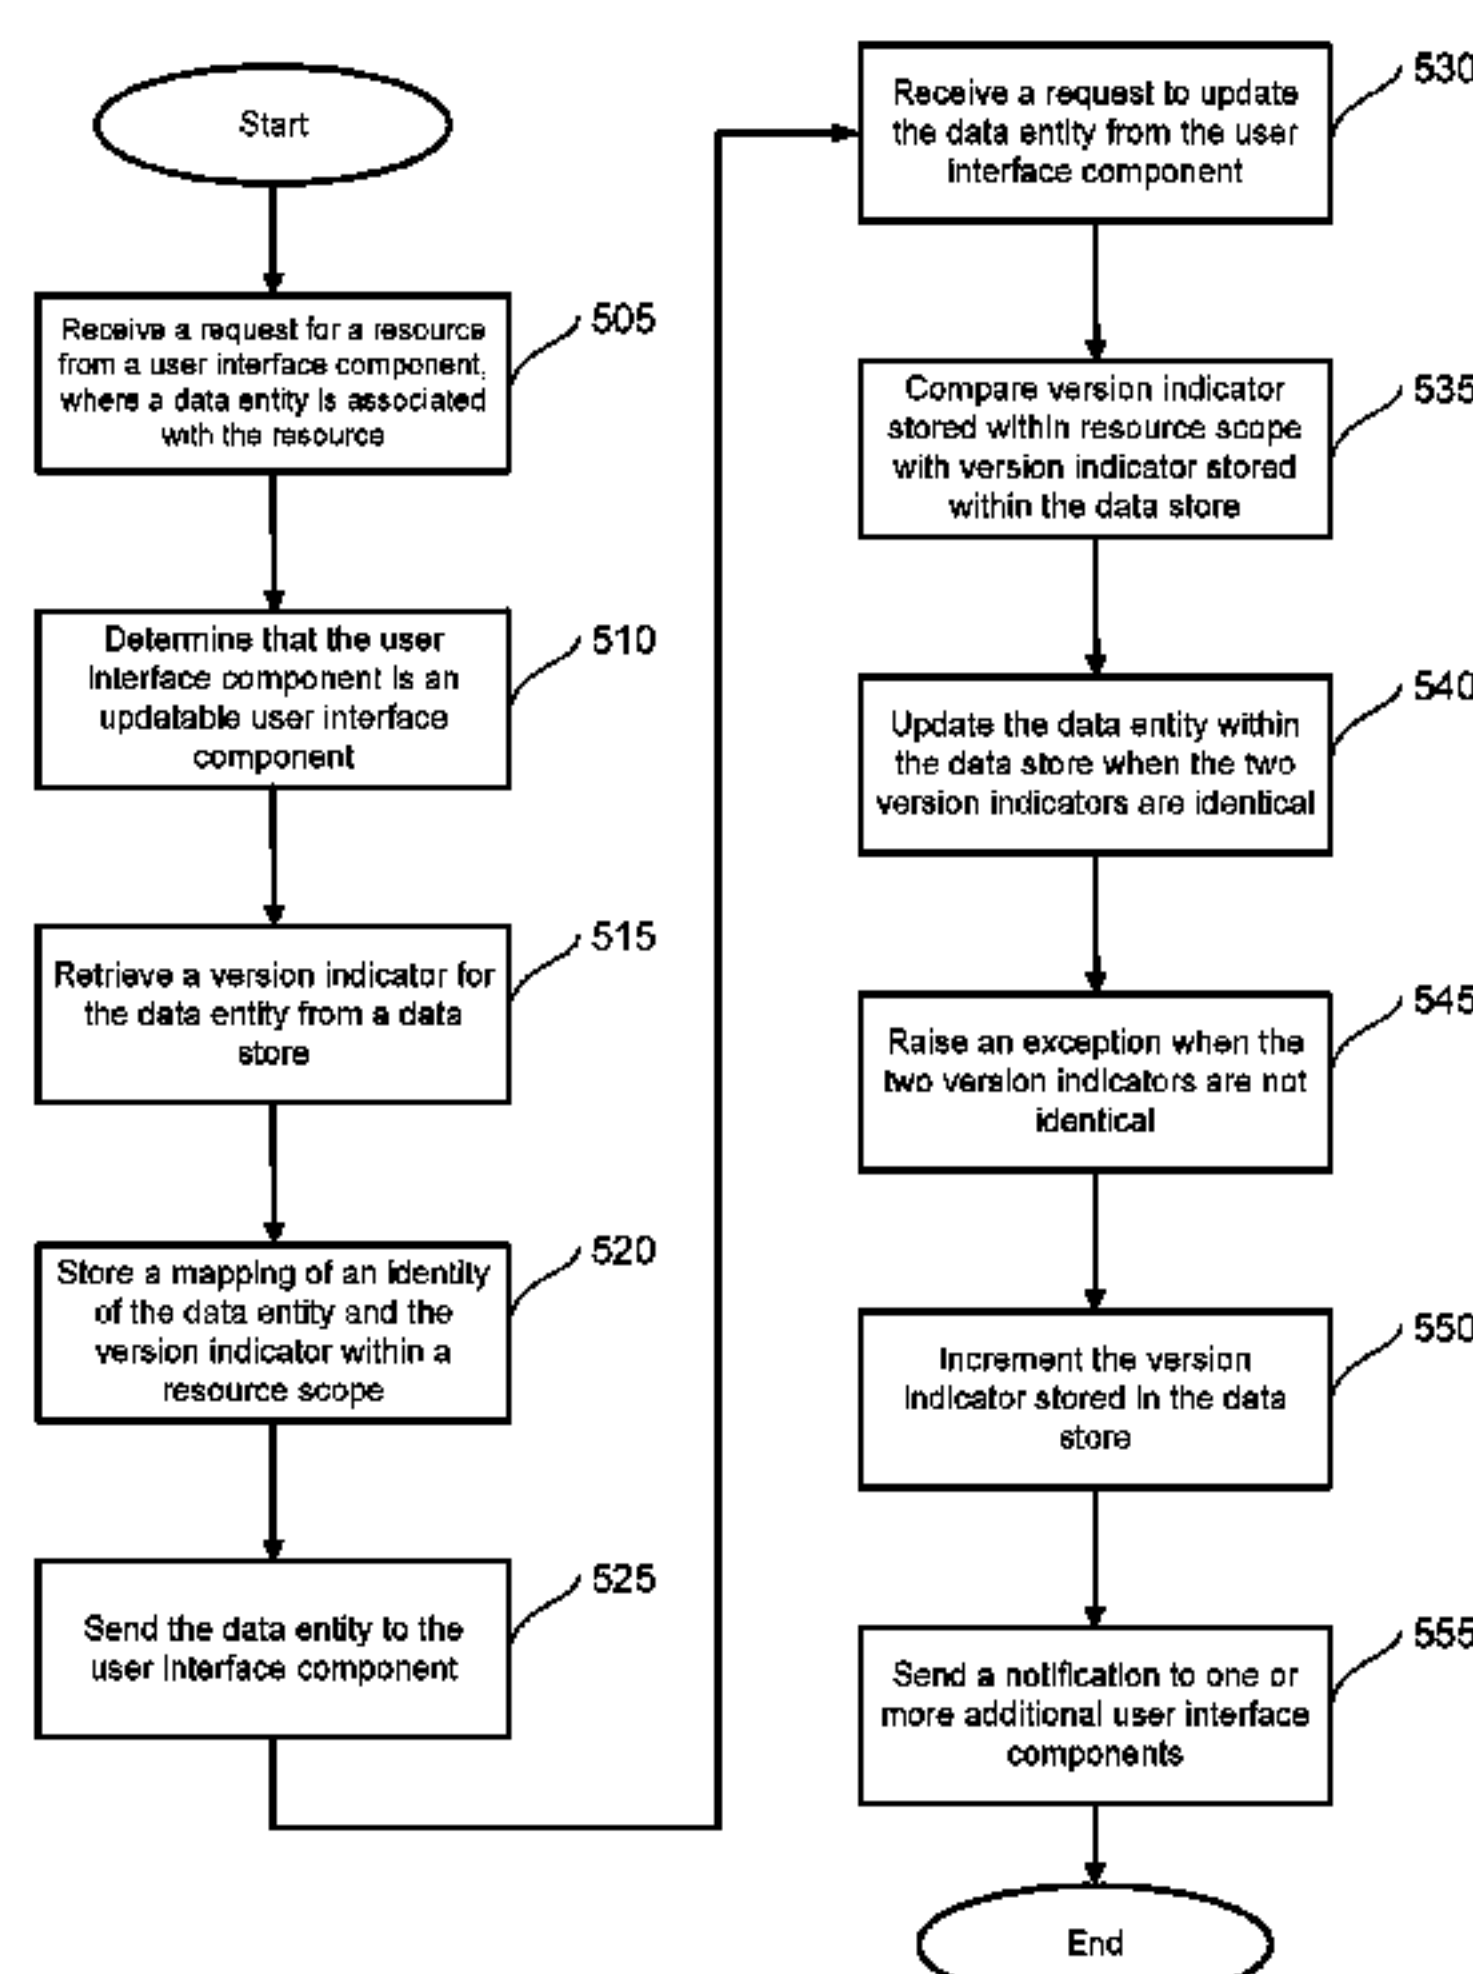 Start
Receive a request for a resource
from a user interface component,
where a data entity is associated
with the resource
505
Determine that the user
interface component is an
updatable user interface
component
510
Retrieve a version indicator for
the data entity from a data
store
515
Store a mapping of an identity
of the data entity and the
version indicator within a
resource scope
520
Send the data entity to the
user interface component
525
Receive a request to update
the data entity from the user
interface component
530
Compare version indicator
stored within resource scope
with version indicator stored
within the data store
535
Update the data entity within
the data store when the two
version indicators are identical
540
Raise an exception when the
two version indicators are not
identical
545
Increment the version
indicator stored in the data
store
550
Send a notification to one or
more additional user interface
components
555
End